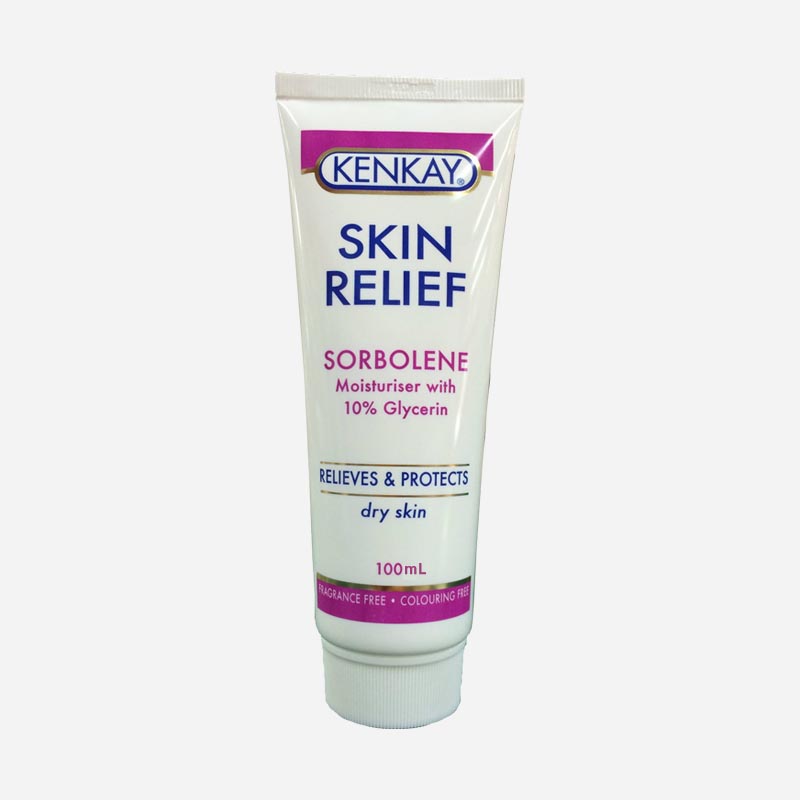 KENKAY®
SKIN
RELIEF
SORBOLENE
Moisturiser with
10% Glycerin
RELIEVES & PROTECTS
dry skin
100mL
FRAGRANCE FREE • COLOURING FREE